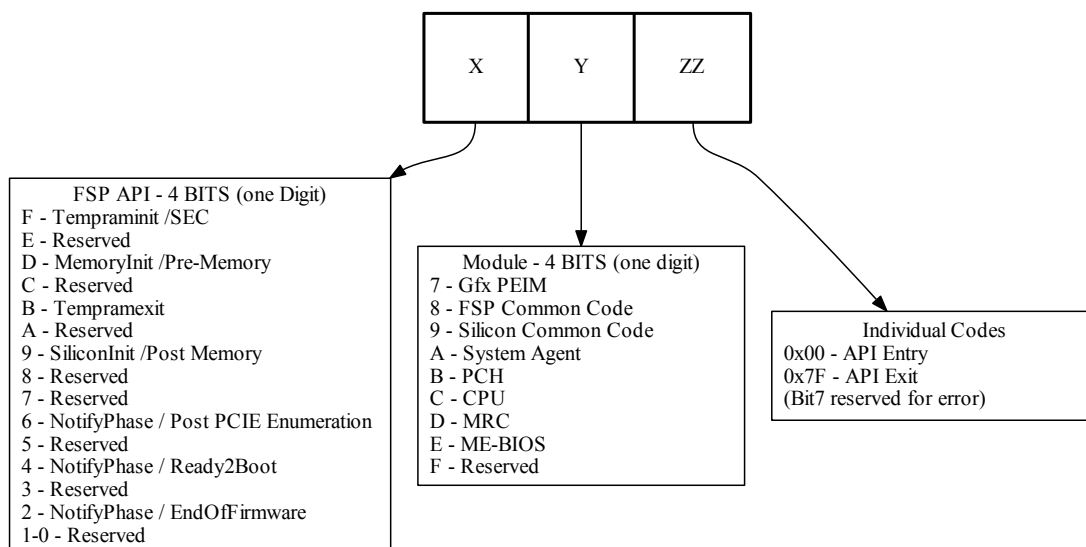 X Y ZZ
FSP API - 4 BITS (one Digit)
F - Tempraminit /SEC
E - Reserved
D - MemoryInit /Pre-Memory
C - Reserved
B - Tempramexit
A - Reserved
9 - SiliconInit /Post Memory
8 - Reserved
7 - Reserved
6 - NotifyPhase / Post PCIE Enumeration
5 - Reserved
4 - NotifyPhase / Ready2Boot
3 - Reserved
2 - NotifyPhase / EndOfFirmware
1-0 - Reserved
Module - 4 BITS (one digit)
7 - Gfx PEIM
8 - FSP Common Code
9 - Silicon Common Code
A - System Agent
B - PCH
C - CPU
D - MRC
E - ME-BIOS
F - Reserved
Individual Codes
0x00 - API Entry
0x7F - API Exit
(Bit7 reserved for error)